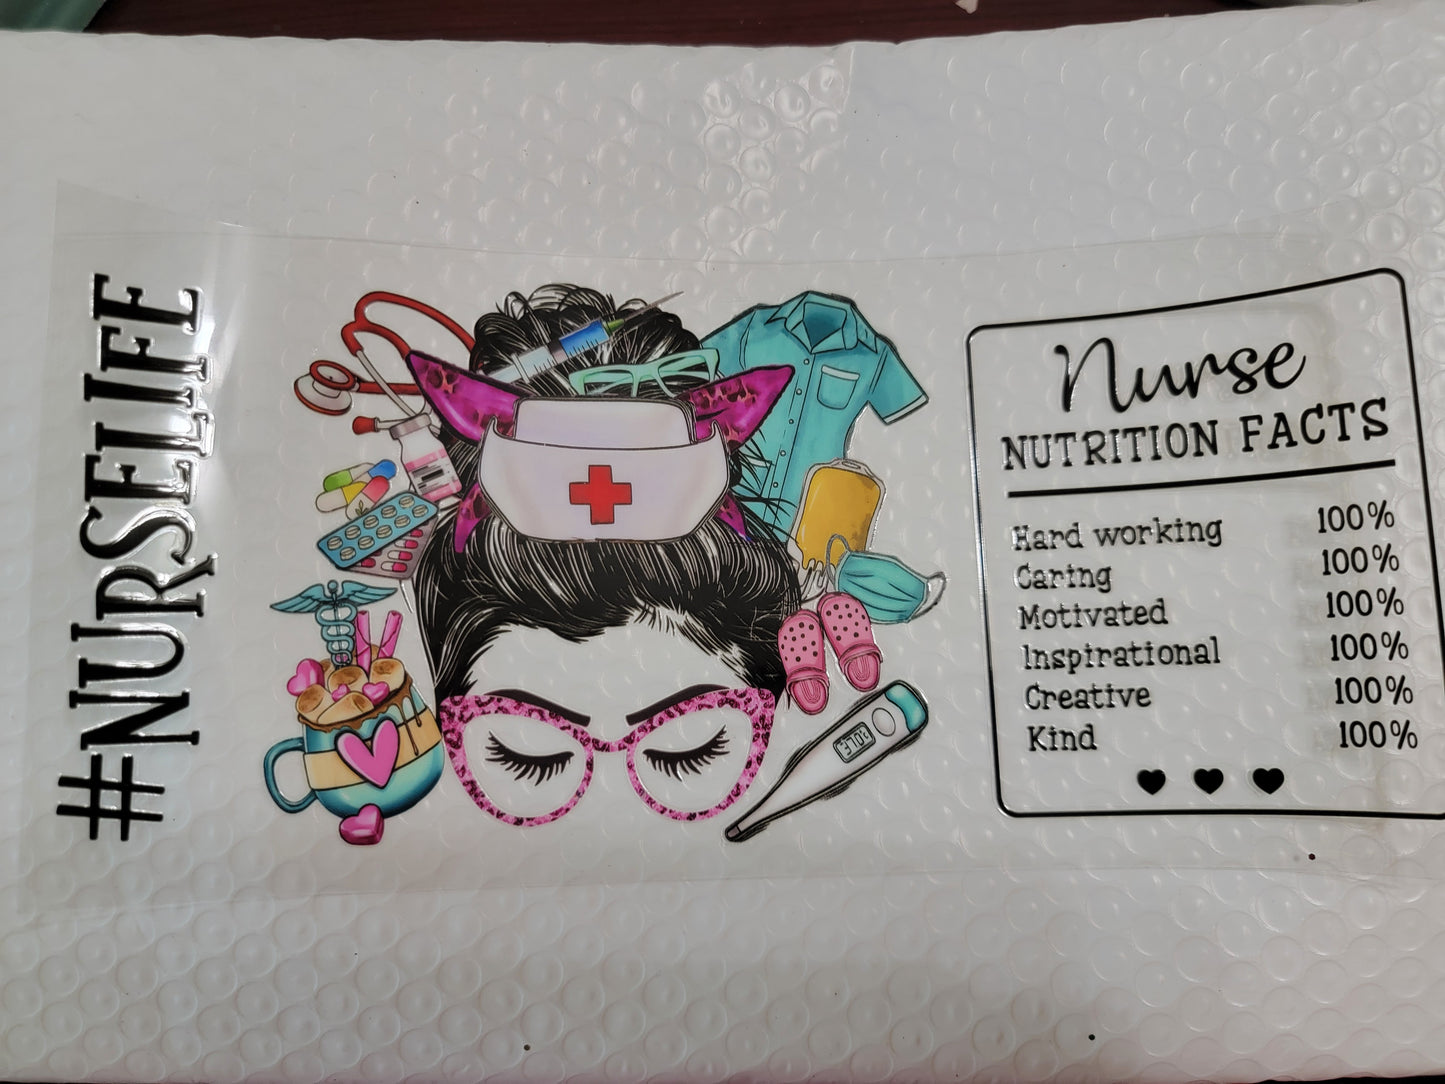 #NURSELIFE
Nurse
NUTRITION FACTS
Hard working 100%
Caring 100%
Motivated 100%
Inspirational 100%
Creative 100%
Kind 100%